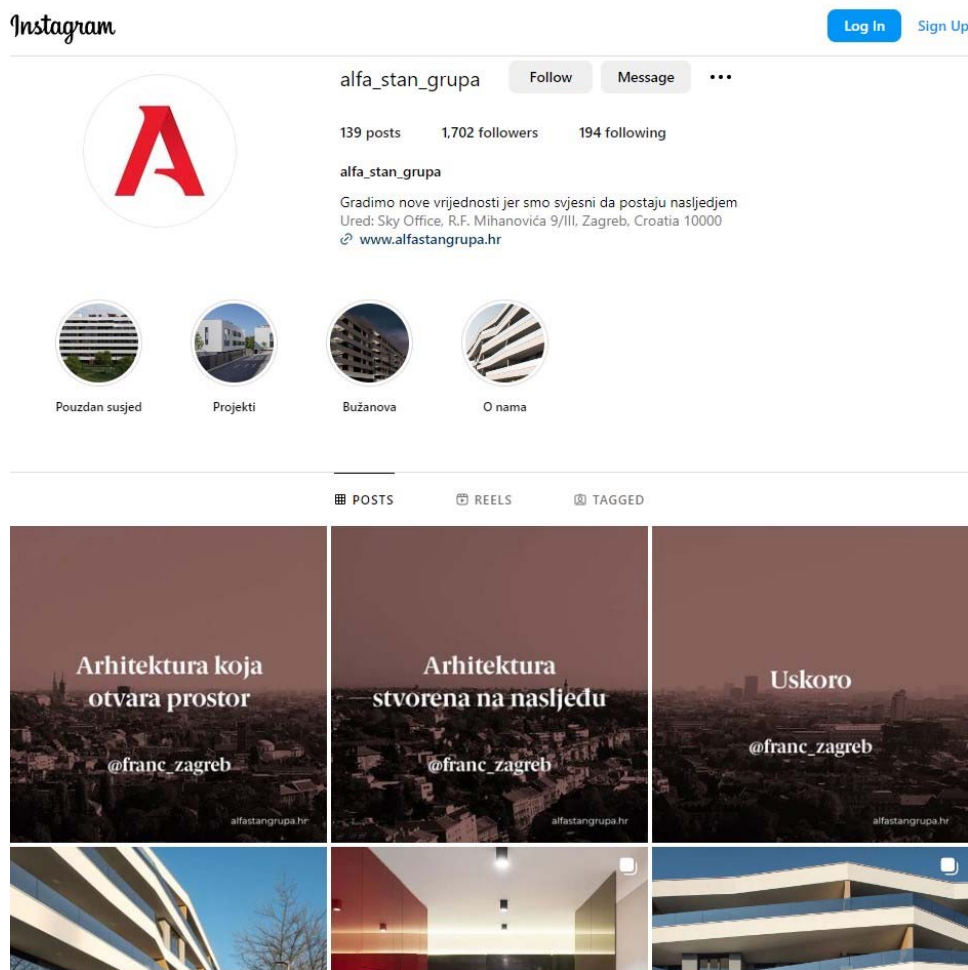 Instagram
Log In
Sign Up
alfa_stan_grupa
Follow
Message
139 posts
1,702 followers
194 following
alfa_stan_grupa
Gradimo nove vrijednosti jer smo svjesni da postaju nasljedjem
Ured: Sky Office, R.F. Mihanovića 9/III, Zagreb, Croatia 10000
www.alfastangrupa.hr
Pouzdan susjed
Projekti
Bužanova
O nama
POSTS
REELS
TAGGED
Arhitektura koja
otvara prostor
@franc_zagreb
alfastangrupa.hr
Arhitektura
stvorena na nasljeđu
@franc_zagreb
alfastangrupa.hr
Uskoro
@franc_zagreb
alfastangrupa.hr